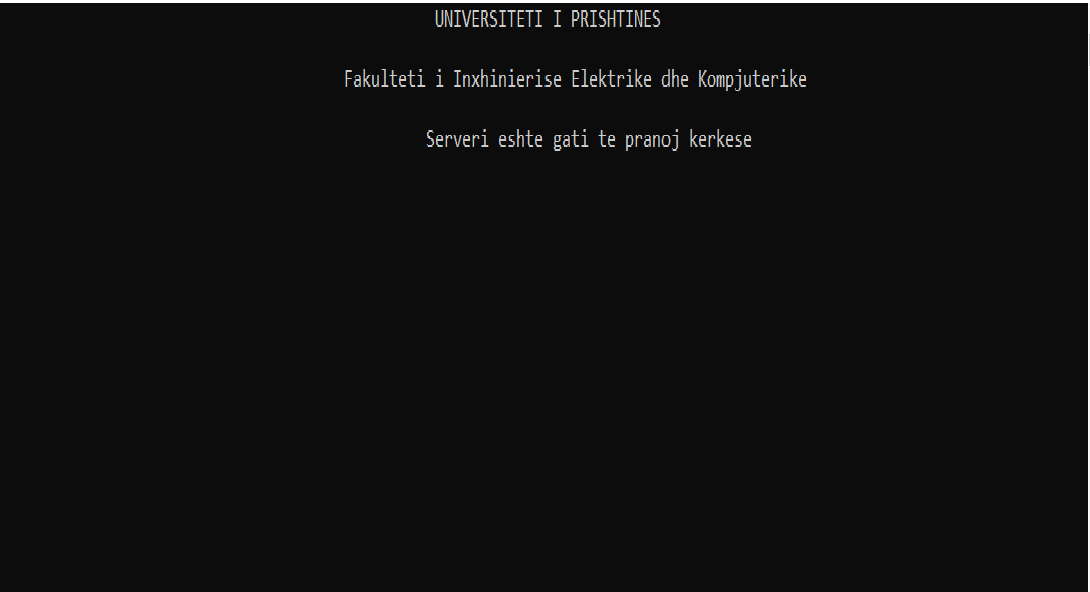 UNIVERSITETI I PRISHTINES
Fakulteti i Inxhinierise Elektrike dhe Kompjuterike
Serveri eshte gati te pranoj kerkese